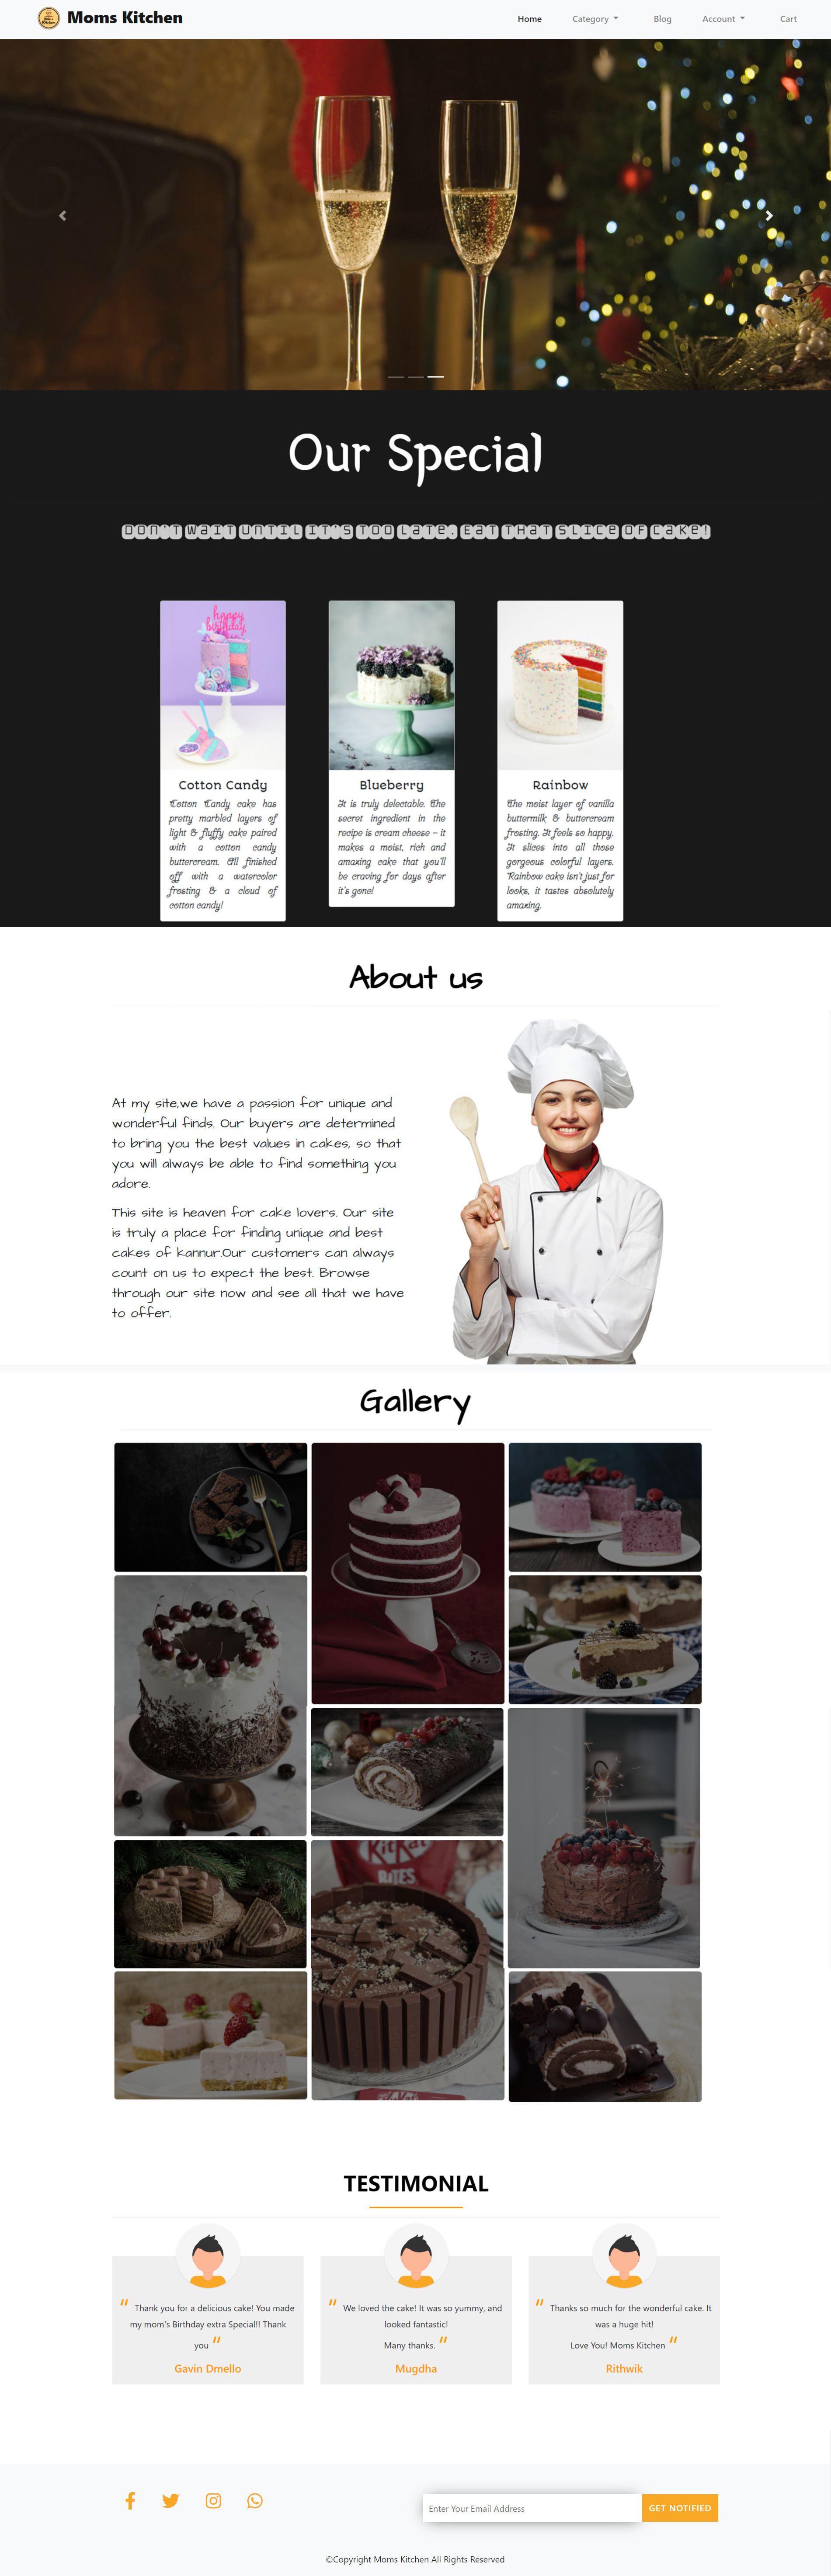 Moms Kitchen
Home Category Blog Account Cart
Our Special
DON'T WaIT UNTIL IT'S TOO LaTe. EaT THaT SLICe OF CaKe!
happy
birthday
Cotton Candy
Cotton Candy cake has
pretty marbled layers of
light & fluffy cake paired
with a cotton candy
buttercream. All finished
off with a watercolor
frosting & a cloud of
cotton candy!
Blueberry
It is truly delectable. The
secret ingredient in the
recipe is cream cheese – it
makes a moist, rich and
amazing cake that you'll
be craving for days after
it's gone!
Rainbow
The moist layer of vanilla
buttermilk & buttercream
frosting. It feels so happy.
It slices into all those
gorgeous colorful layers.
Rainbow cake isn't just for
looks, it tastes absolutely
amazing.
About us
At my site,we have a passion for unique and
wonderful finds. Our buyers are determined
to bring you the best values in cakes, so that
you will always be able to find something you
adore.
This site is heaven for cake lovers. Our site
is truly a place for finding unique and best
cakes of kannur.Our customers can always
count on us to expect the best. Browse
through our site now and see all that we have
to offer.
Gallery
KitKat
BITES
TESTIMONIAL
“ Thank you for a delicious cake! You made
my mom's Birthday extra Special!! Thank
you “
Gavin Dmello
“ We loved the cake! It was so yummy, and
looked fantastic!
Many thanks. “
Mugdha
“ Thanks so much for the wonderful cake. It
was a huge hit!
Love You! Moms Kitchen “
Rithwik
Enter Your Email Address GET NOTIFIED
©Copyright Moms Kitchen All Rights Reserved